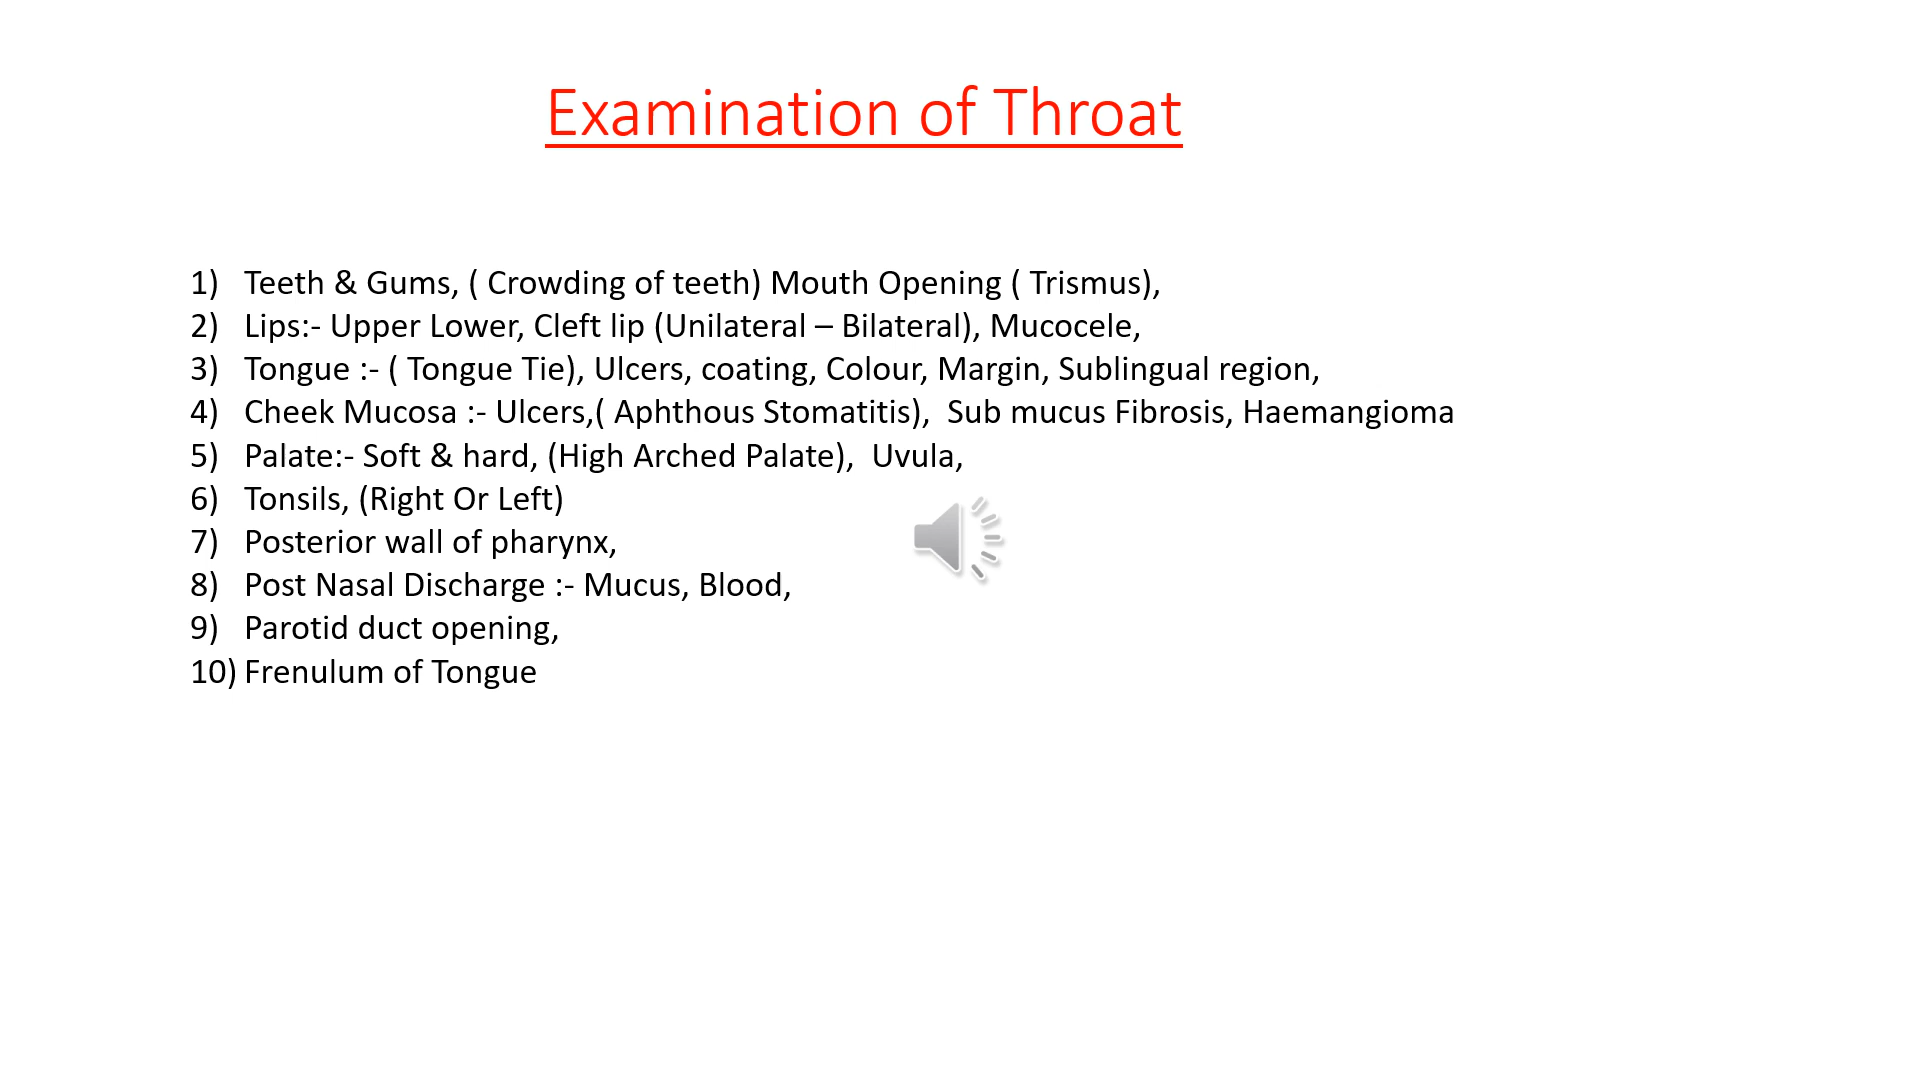 Examination of Throat
1) Teeth & Gums, ( Crowding of teeth) Mouth Opening ( Trismus),
2) Lips:- Upper Lower, Cleft lip (Unilateral – Bilateral), Mucocele,
3) Tongue :- ( Tongue Tie), Ulcers, coating, Colour, Margin, Sublingual region,
4) Cheek Mucosa :- Ulcers,( Aphthous Stomatitis), Sub mucus Fibrosis, Haemangioma
5) Palate:- Soft & hard, (High Arched Palate), Uvula,
6) Tonsils, (Right Or Left)
7) Posterior wall of pharynx,
8) Post Nasal Discharge :- Mucus, Blood,
9) Parotid duct opening,
10) Frenulum of Tongue